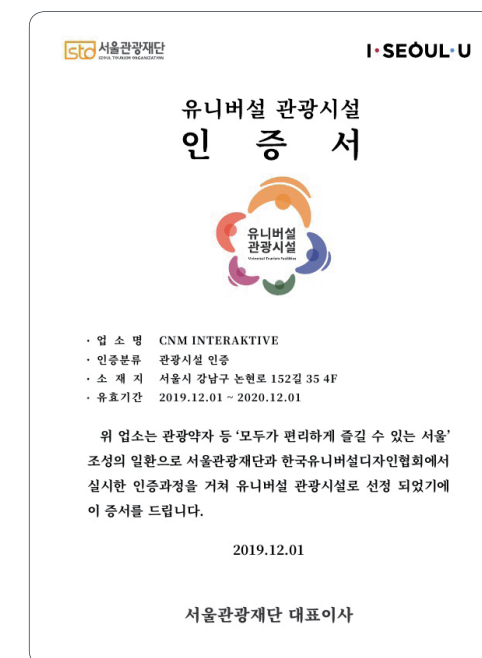 sto 서울관광재단
SEOUL TOURISM ORGANIZATION
I·SEOUL·U
유니버설 관광시설
인 증 서
유니버설
관광시설
Universal Tourism Facilities
· 업 소 명 CNM INTERAKTIVE
· 인증분류 관광시설 인증
· 소 재 지 서울시 강남구 논현로 152길 35 4F
· 유효기간 2019.12.01 ~ 2020.12.01
위 업소는 관광약자 등 ‘모두가 편리하게 즐길 수 있는 서울’
조성의 일환으로 서울관광재단과 한국유니버설디자인협회에서
실시한 인증과정을 거쳐 유니버설 관광시설로 선정 되었기에
이 증서를 드립니다.
2019.12.01
서울관광재단 대표이사